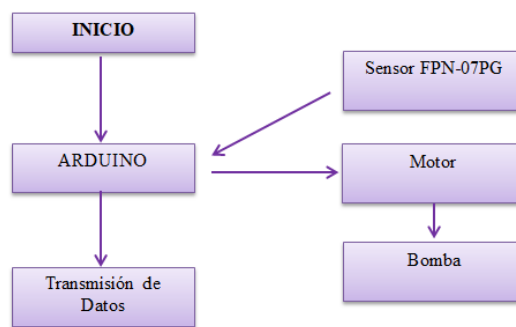 INICIO
Sensor FPN-07PG
ARDUINO
Motor
Transmisión de
Datos
Bomba